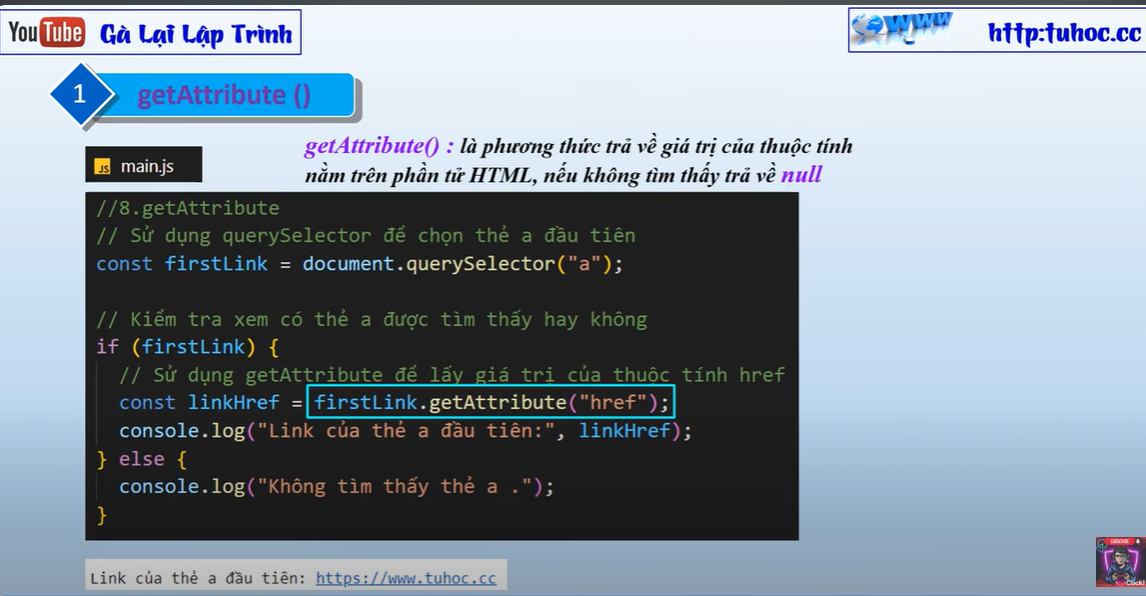 YouTube Gà Lại Lập Trình
www http:tuhoc.cc
1 getAttribute ()
getAttribute() : là phương thức trả về giá trị của thuộc tính
nằm trên phần tử HTML, nếu không tìm thấy trả về null
JS main.js
//8.getAttribute
// Sử dụng querySelector để chọn thẻ a đầu tiên
const firstLink = document.querySelector("a");
// Kiểm tra xem có thẻ a được tìm thấy hay không
if (firstLink) {
// Sử dụng getAttribute để lấy giá trị của thuộc tính href
const linkHref = firstLink.getAttribute("href");
console.log("Link của thẻ a đầu tiên:", linkHref);
} else {
console.log("Không tìm thấy thẻ a .");
}
Link của thẻ a đầu tiên: https://www.tuhoc.cc
SUBSCRIBE
Click!